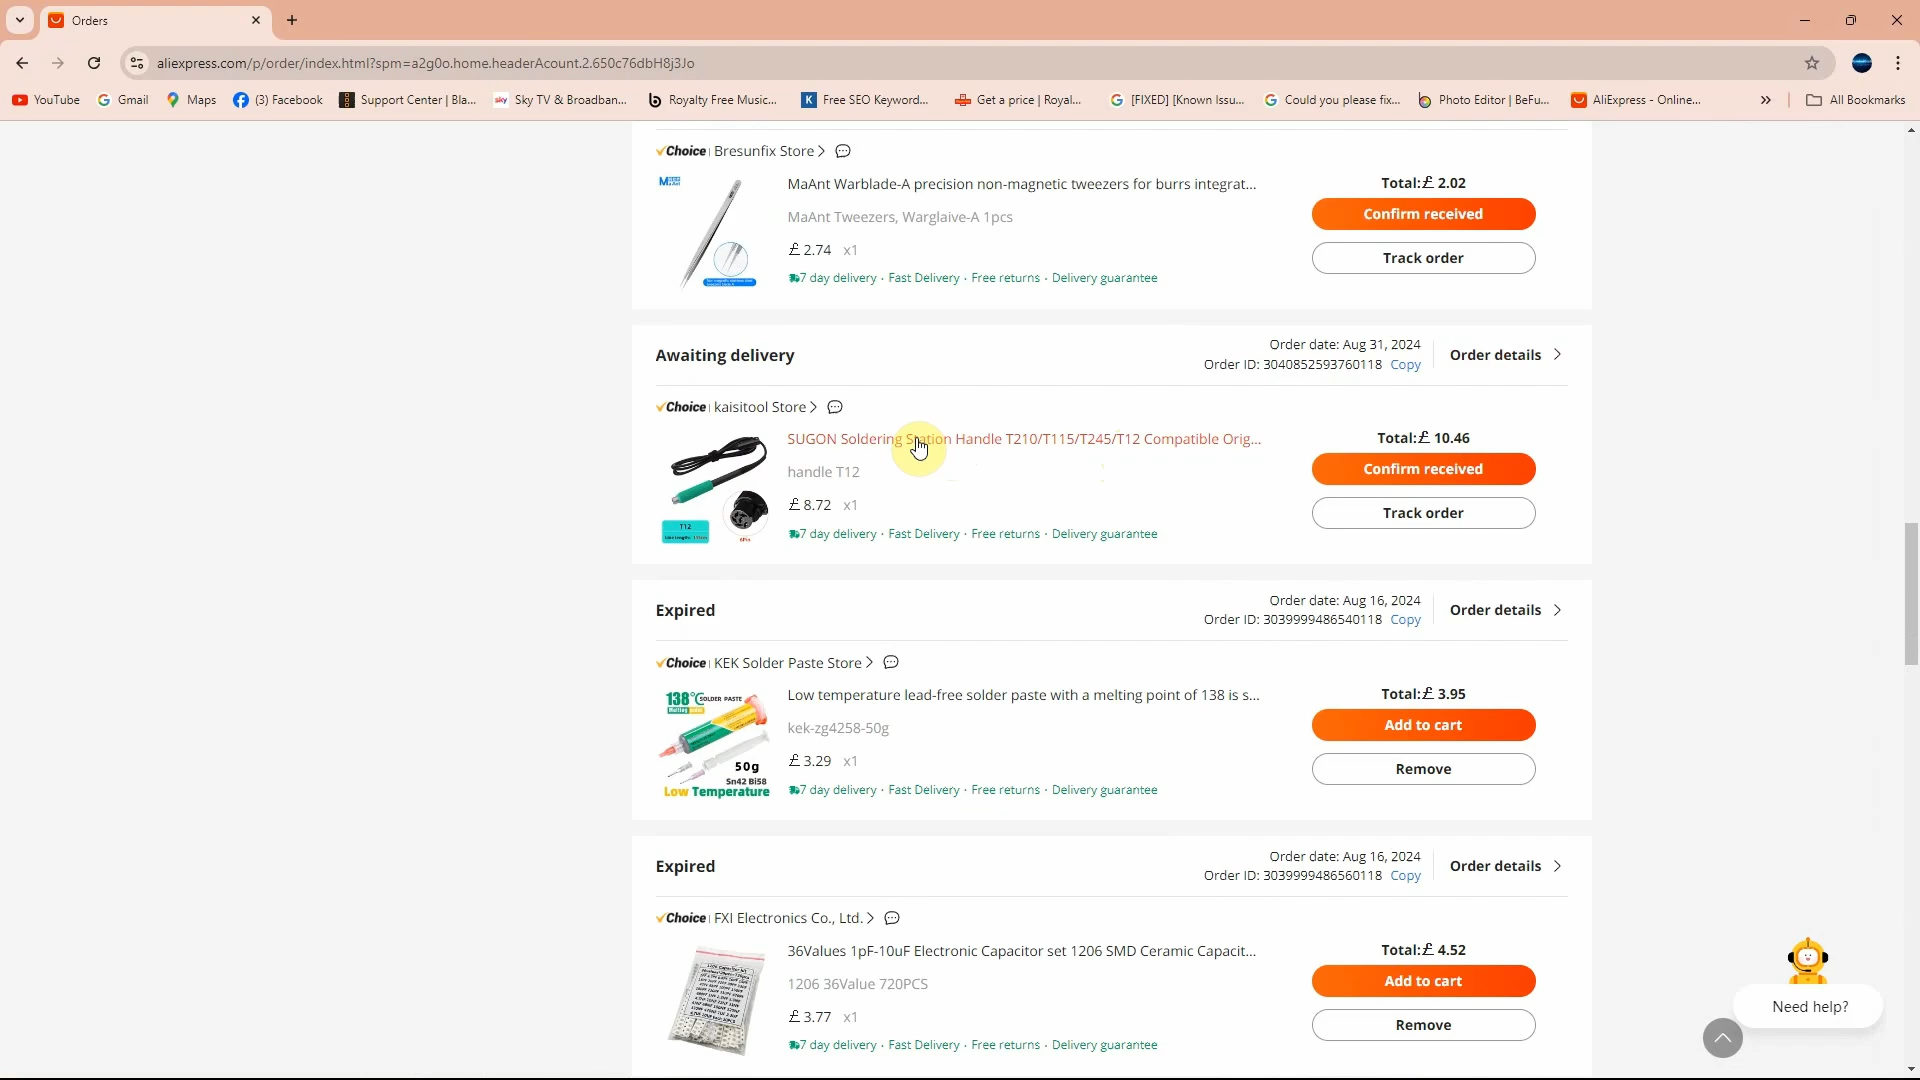 Orders
aliexpress.com/p/order/index.html?spm=a2g0o.home.headerAcount.2.650c76dbH8j3Jo
YouTube
Gmail
Maps
(3) Facebook
Support Center | Bla...
Sky TV & Broadban...
Royalty Free Music...
Free SEO Keyword...
Get a price | Royal...
[FIXED] [Known Issu...
Could you please fix...
Photo Editor | BeFu...
AliExpress - Online...
All Bookmarks
Choice | Bresunfix Store
MaAnt Warblade-A precision non-magnetic tweezers for burrs integrat...
MaAnt Tweezers, Warglaive-A 1pcs
£2.74 x1
7 day delivery · Fast Delivery · Free returns · Delivery guarantee
Total:£ 2.02
Confirm received
Track order
Awaiting delivery
Order date: Aug 31, 2024
Order ID: 3040852593760118 Copy
Order details
Choice | kaisitool Store
SUGON Soldering Station Handle T210/T115/T245/T12 Compatible Orig...
handle T12
£8.72 x1
7 day delivery · Fast Delivery · Free returns · Delivery guarantee
T12
6Pin
Total:£ 10.46
Confirm received
Track order
Expired
Order date: Aug 16, 2024
Order ID: 3039999486540118 Copy
Order details
Choice | KEK Solder Paste Store
138°C SOLDER PASTE
Melting point
50g
Sn42 Bi58
Low Temperature
Low temperature lead-free solder paste with a melting point of 138 is s...
kek-zg4258-50g
£3.29 x1
7 day delivery · Fast Delivery · Free returns · Delivery guarantee
Total:£ 3.95
Add to cart
Remove
Expired
Order date: Aug 16, 2024
Order ID: 3039999486560118 Copy
Order details
Choice | FXI Electronics Co., Ltd.
36Values 1pF-10uF Electronic Capacitor set 1206 SMD Ceramic Capacit...
1206 36Value 720PCS
£3.77 x1
7 day delivery · Fast Delivery · Free returns · Delivery guarantee
Total:£ 4.52
Add to cart
Remove
Need help?